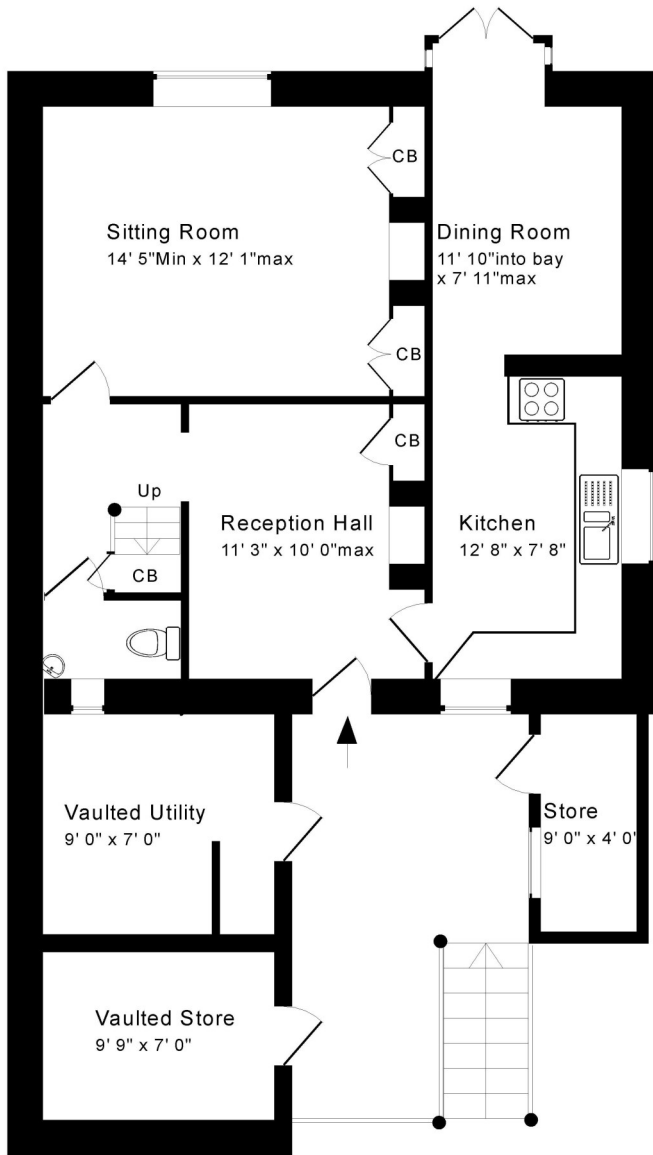 CB
Sitting Room
14' 5"Min x 12' 1"max
Dining Room
11' 10"into bay
x 7' 11"max
CB
CB
Up
Reception Hall
11' 3" x 10' 0"max
Kitchen
12' 8" x 7' 8"
CB
Vaulted Utility
9' 0" x 7' 0"
Store
9' 0" x 4' 0"
Vaulted Store
9' 9" x 7' 0"